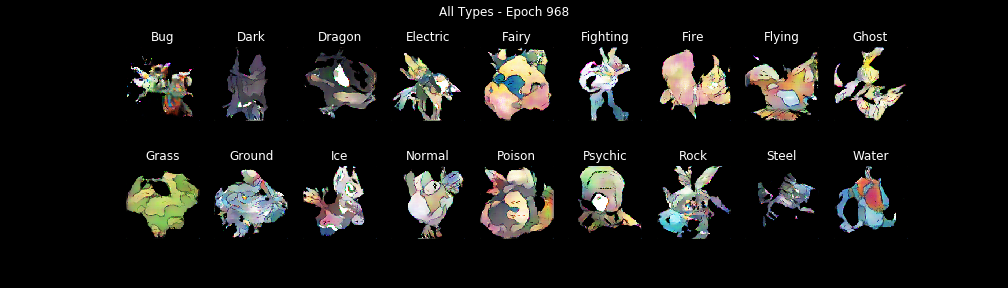 All Types - Epoch 968
Bug Dark Dragon Electric Fairy Fighting Fire Flying Ghost
Grass Ground Ice Normal Poison Psychic Rock Steel Water